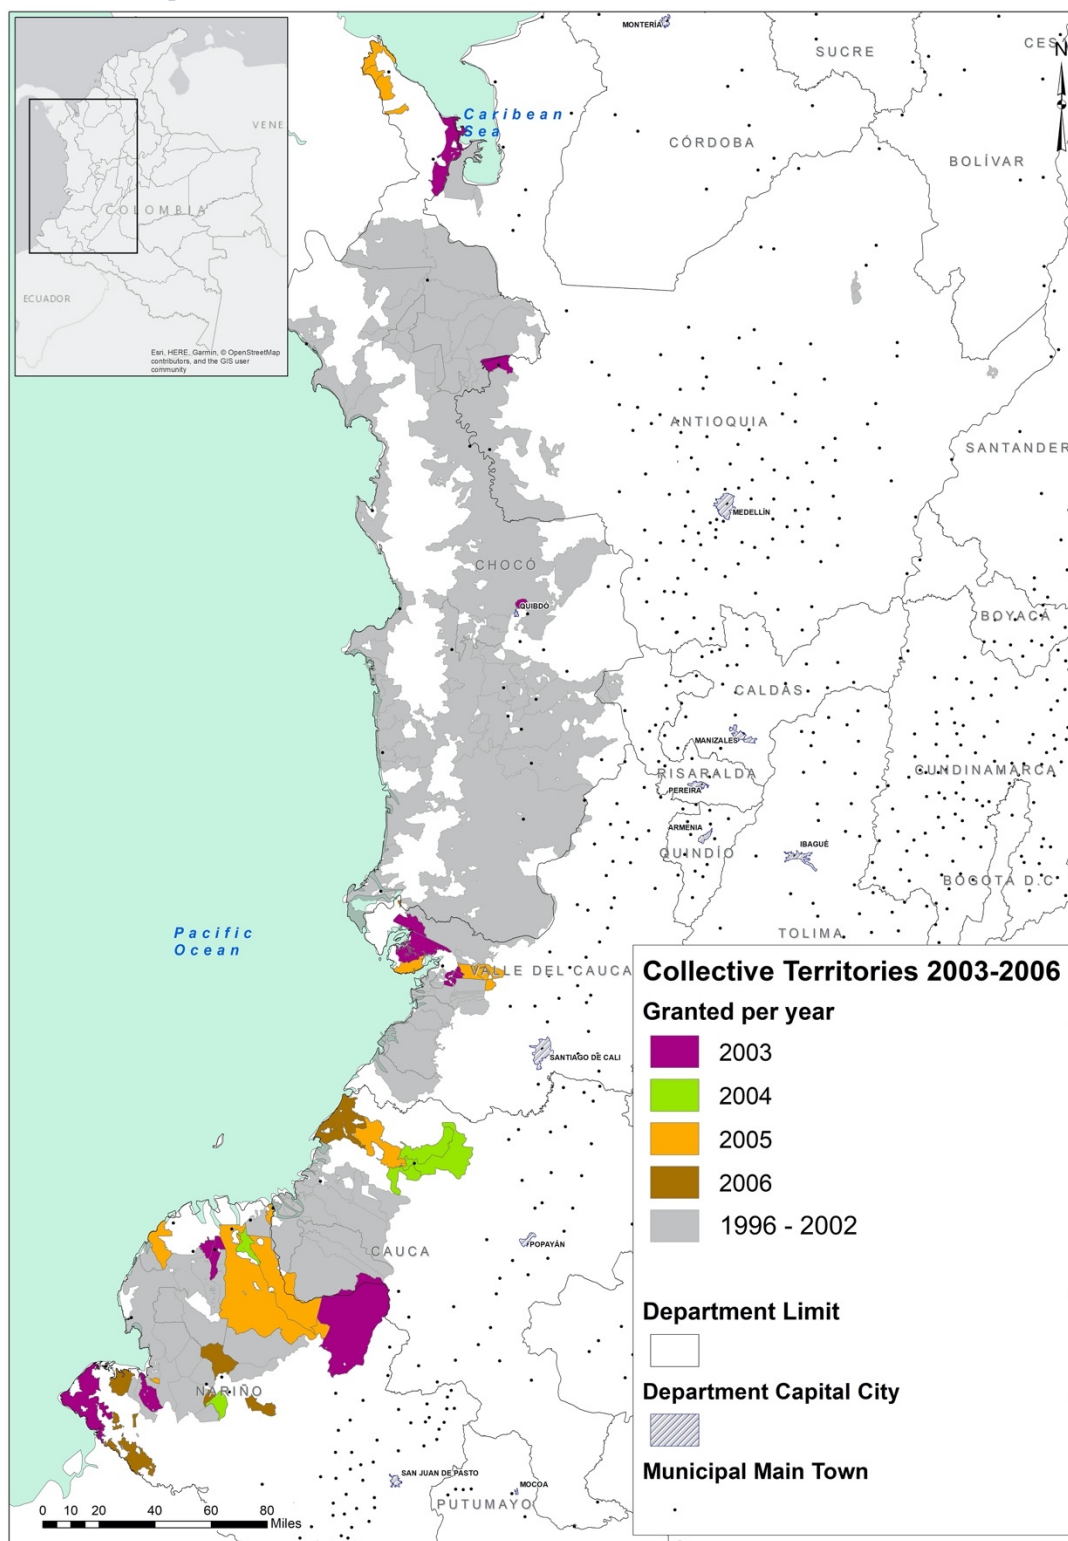 MONTERÍA
SUCRE
CES
N
VENE
Caribean
Sea
CÓRDOBA
BOLÍVAR
COLOMBIA
ECUADOR
Esri, HERE, Garmin, © OpenStreetMap
contributors, and the GIS user
community
ANTIOQUIA
SANTANDER
MEDELLÍN
CHOCÓ
QUIBDÓ
BOYACÁ
CALDAS
MANIZALES
RISARALDA
CUNDINAMARCA
PEREIRA
ARMENIA
QUINDÍO
IBAGUÉ
BOGOTÁ D.C
Pacific
Ocean
TOLIMA
VALLE DEL CAUCA
Collective Territories 2003-2006
Granted per year
2003
2004
2005
2006
1996 - 2002
SANTIAGO DE CALI
POPAYÁN
CAUCA
Department Limit
Department Capital City
Municipal Main Town
NARIÑO
SAN JUAN DE PASTO
MOCOA
PUTUMAYO
0 10 20 40 60 80
Miles